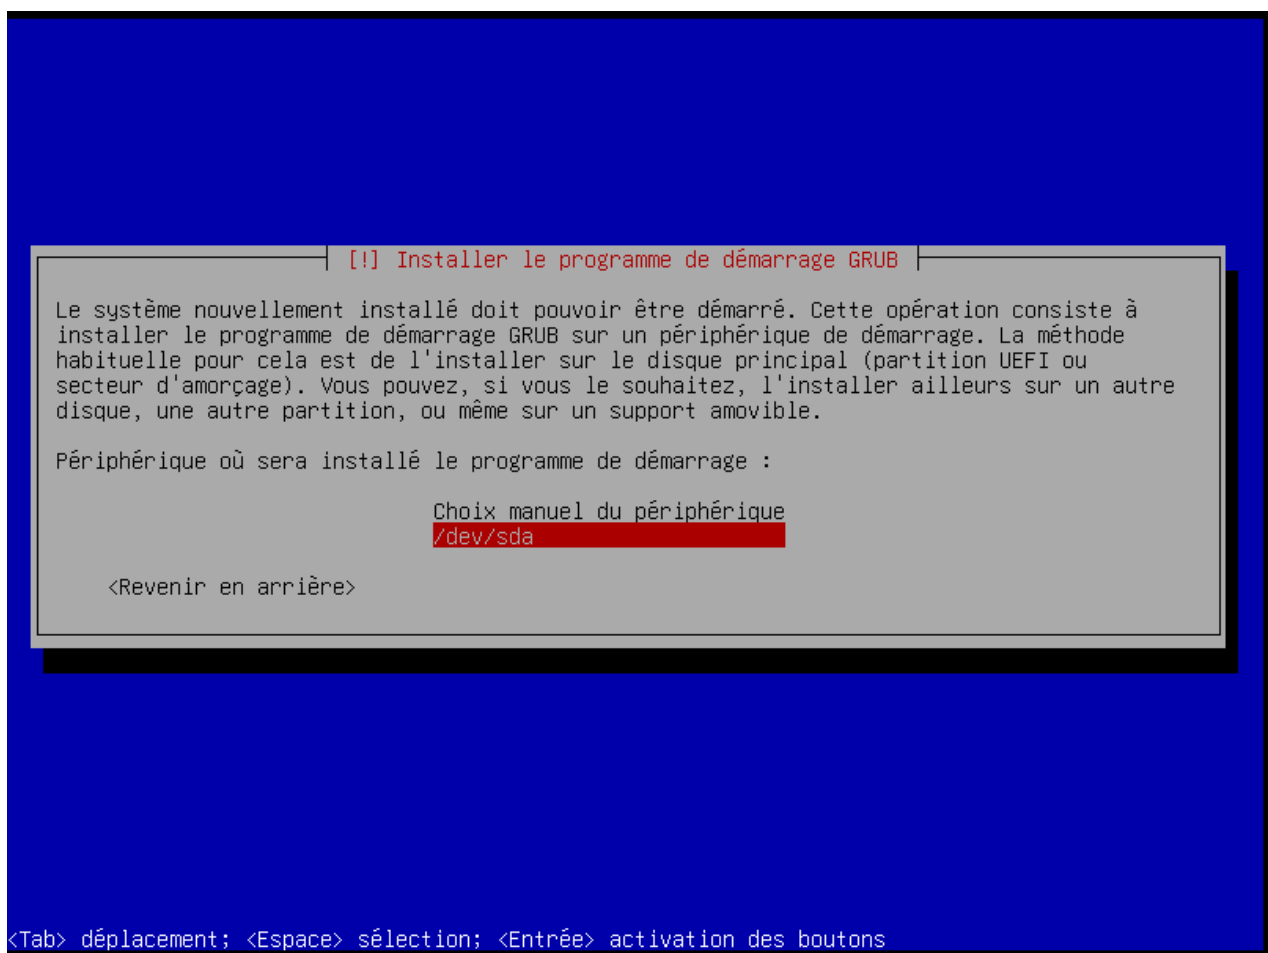 [!] Installer le programme de démarrage GRUB
Le système nouvellement installé doit pouvoir être démarré. Cette opération consiste à
installer le programme de démarrage GRUB sur un périphérique de démarrage. La méthode
habituelle pour cela est de l'installer sur le disque principal (partition UEFI ou
secteur d'amorçage). Vous pouvez, si vous le souhaitez, l'installer ailleurs sur un autre
disque, une autre partition, ou même sur un support amovible.
Périphérique où sera installé le programme de démarrage :
Choix manuel du périphérique
/dev/sda
<Revenir en arrière>
<Tab> déplacement; <Espace> sélection; <Entrée> activation des boutons